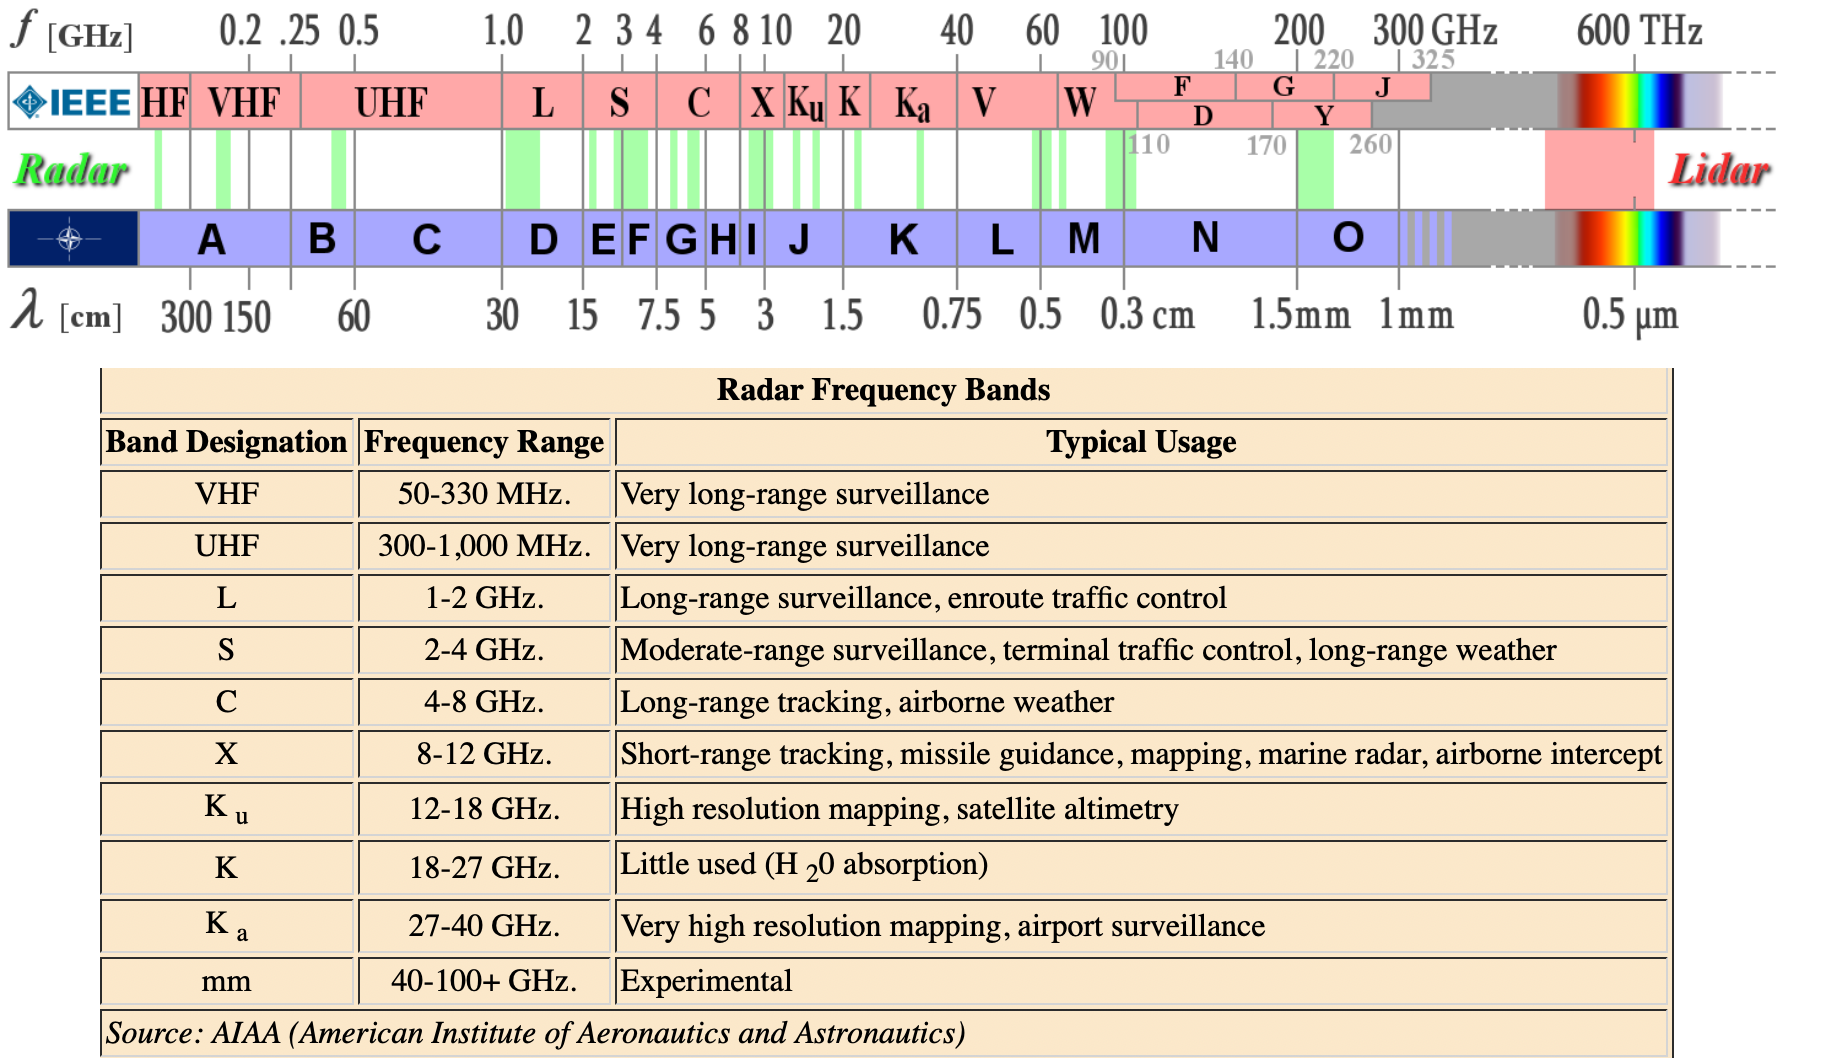 f [GHz] 0.2 .25 0.5 1.0 2 3 4 6 8 10 20 40 60 100 200 300 GHz 600 THz
90 140 220 325
IEEE HF VHF UHF L S C X Ku K Ka V W F G J
D Y
Radar 110 170 260 Lidar
A B C D E F G H I J K L M N O
λ [cm] 300 150 60 30 15 7.5 5 3 1.5 0.75 0.5 0.3 cm 1.5mm 1mm 0.5 µm
Radar Frequency Bands
Band Designation Frequency Range Typical Usage
VHF 50-330 MHz. Very long-range surveillance
UHF 300-1,000 MHz. Very long-range surveillance
L 1-2 GHz. Long-range surveillance, enroute traffic control
S 2-4 GHz. Moderate-range surveillance, terminal traffic control, long-range weather
C 4-8 GHz. Long-range tracking, airborne weather
X 8-12 GHz. Short-range tracking, missile guidance, mapping, marine radar, airborne intercept
K u 12-18 GHz. High resolution mapping, satellite altimetry
K 18-27 GHz. Little used (H 20 absorption)
K a 27-40 GHz. Very high resolution mapping, airport surveillance
mm 40-100+ GHz. Experimental
Source: AIAA (American Institute of Aeronautics and Astronautics)